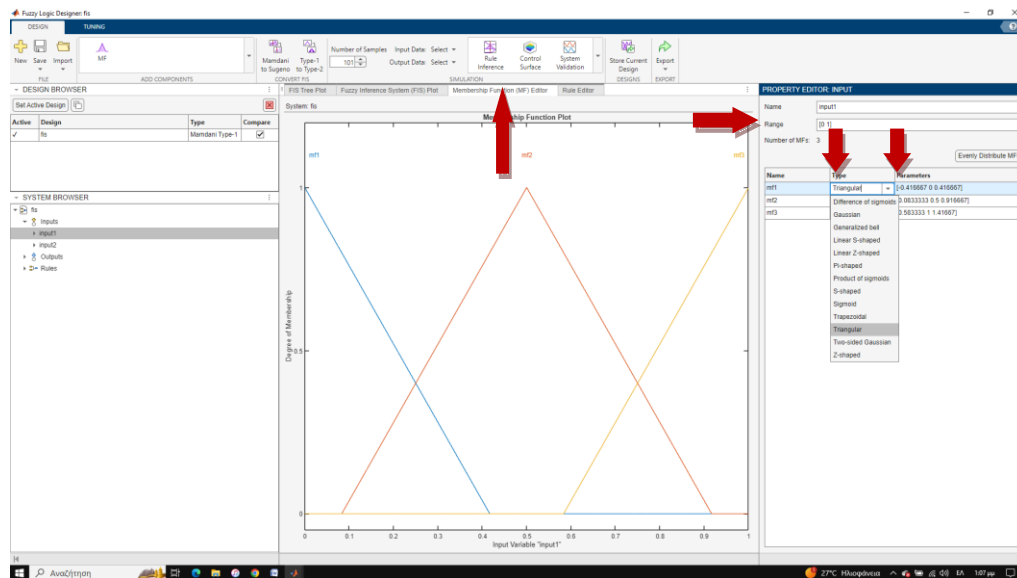 Fuzzy Logic Designer: fis
DESIGN TUNING
New Save Import
FILE
MF
ADD COMPONENTS
Mamdani to Sugeno
Type-1 to Type-2
CONVERT FIS
Number of Samples Input Data: Select
101 Output Data: Select
Rule Inference
Control Surface
System Validation
SIMULATION
Store Current Design
DESIGNS
Export
EXPORT
DESIGN BROWSER
Set Active Design
Active Design Type Compare
✓ fis Mamdani Type-1
SYSTEM BROWSER
fis
Inputs
input1
input2
Outputs
Rules
FIS Tree Plot Fuzzy Inference System (FIS) Plot Membership Function (MF) Editor Rule Editor
System: fis
Function Plot
mf1 mf2 mf3
1
0.5
0
Degree of Membership
0 0.1 0.2 0.3 0.4 0.5 0.6 0.7 0.8 0.9 1
Input Variable "input1"
PROPERTY EDITOR: INPUT
Name input1
Range [0 1]
Number of MFs: 3
Evenly Distribute MF
Name Type Parameters
mf1 Triangular [-0.416667 0 0.416667]
mf2 0.0833333 0.5 0.916667]
mf3 0.583333 1 1.41667]
Difference of sigmoids
Gaussian
Generalized bell
Linear S-shaped
Linear Z-shaped
Pi-shaped
Product of sigmoids
S-shaped
Sigmoid
Trapezoidal
Triangular
Two-sided Gaussian
Z-shaped
Αναζήτηση
27°C Ηλιοφάνεια ΕΛ 1:07 μμ